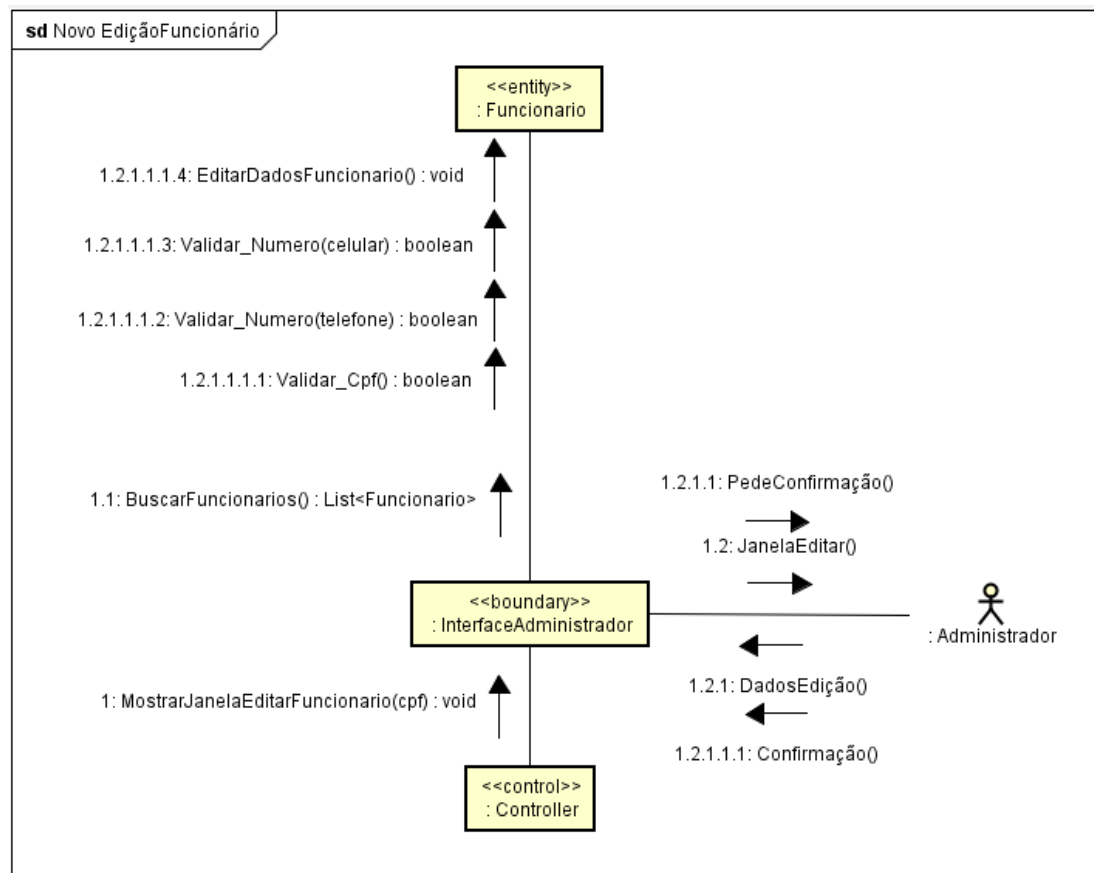 sd Novo EdiçãoFuncionário
<<entity>>
: Funcionario
1.2.1.1.1.4: EditarDadosFuncionario() : void
1.2.1.1.1.3: Validar_Numero(celular) : boolean
1.2.1.1.1.2: Validar_Numero(telefone) : boolean
1.2.1.1.1.1: Validar_Cpf() : boolean
1.1: BuscarFuncionarios() : List<Funcionario>
1.2.1.1: PedeConfirmação()
1.2: JanelaEditar()
<<boundary>>
: InterfaceAdministrador
: Administrador
1.2.1: DadosEdição()
1: MostrarJanelaEditarFuncionario(cpf) : void
1.2.1.1.1: Confirmação()
<<control>>
: Controller